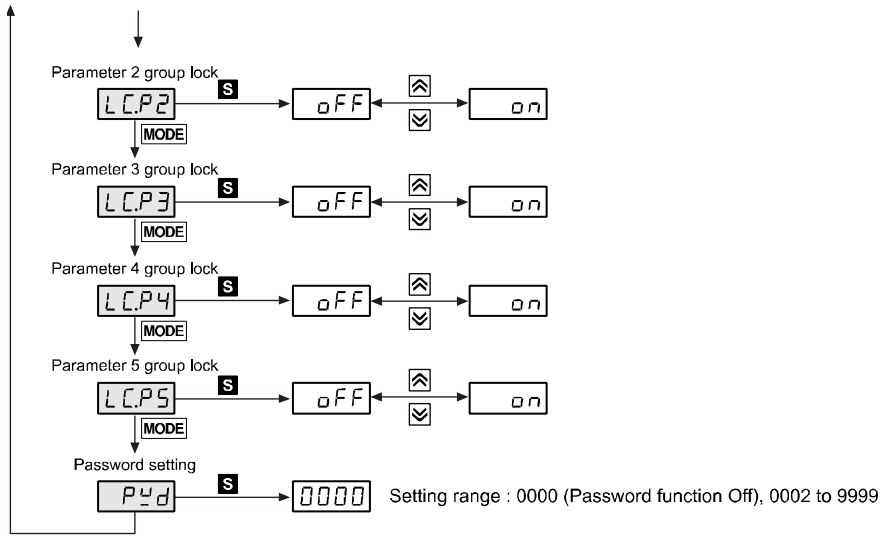 Parameter 2 group lock
LC.P2 S oFF on
MODE
Parameter 3 group lock
LC.P3 S oFF on
MODE
Parameter 4 group lock
LC.P4 S oFF on
MODE
Parameter 5 group lock
LC.P5 S oFF on
MODE
Password setting
PWd S 0000 Setting range : 0000 (Password function Off), 0002 to 9999